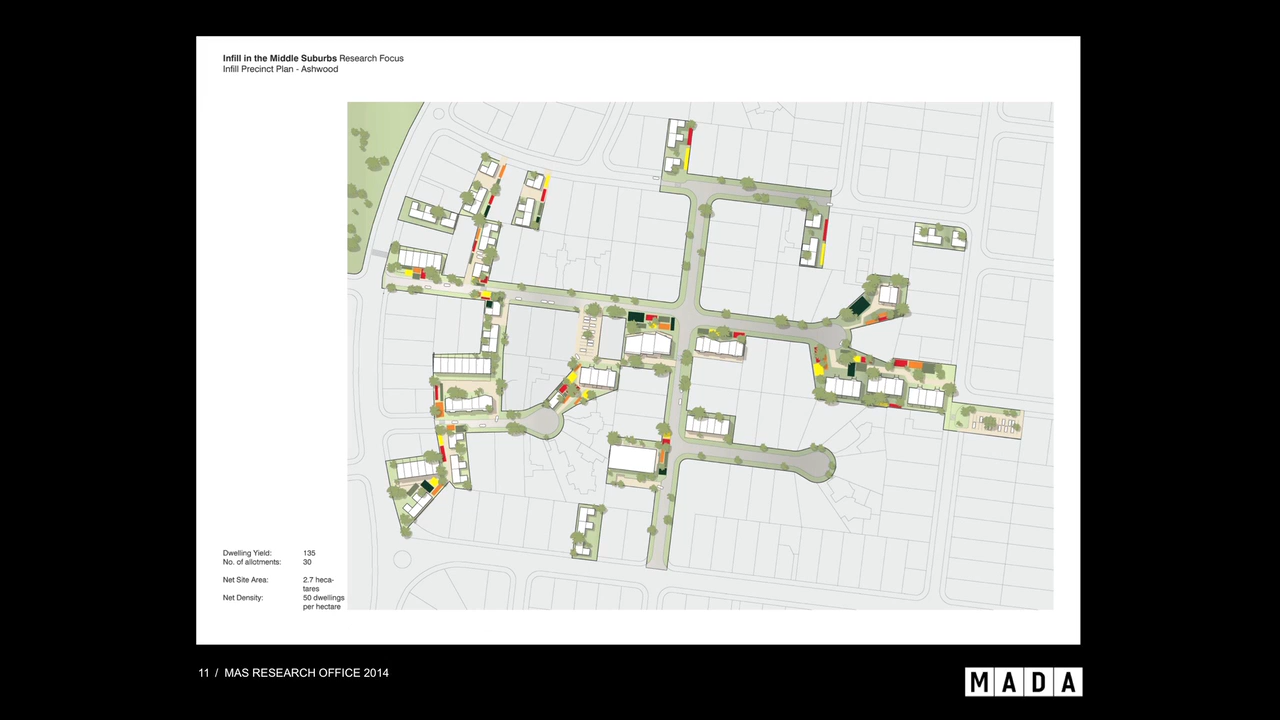 Infill in the Middle Suburbs Research Focus
Infill Precinct Plan - Ashwood
Dwelling Yield: 135
No. of allotments: 30
Net Site Area: 2.7 heca-
tares
Net Density: 50 dwellings
per hectare
11 / MAS RESEARCH OFFICE 2014
MADA